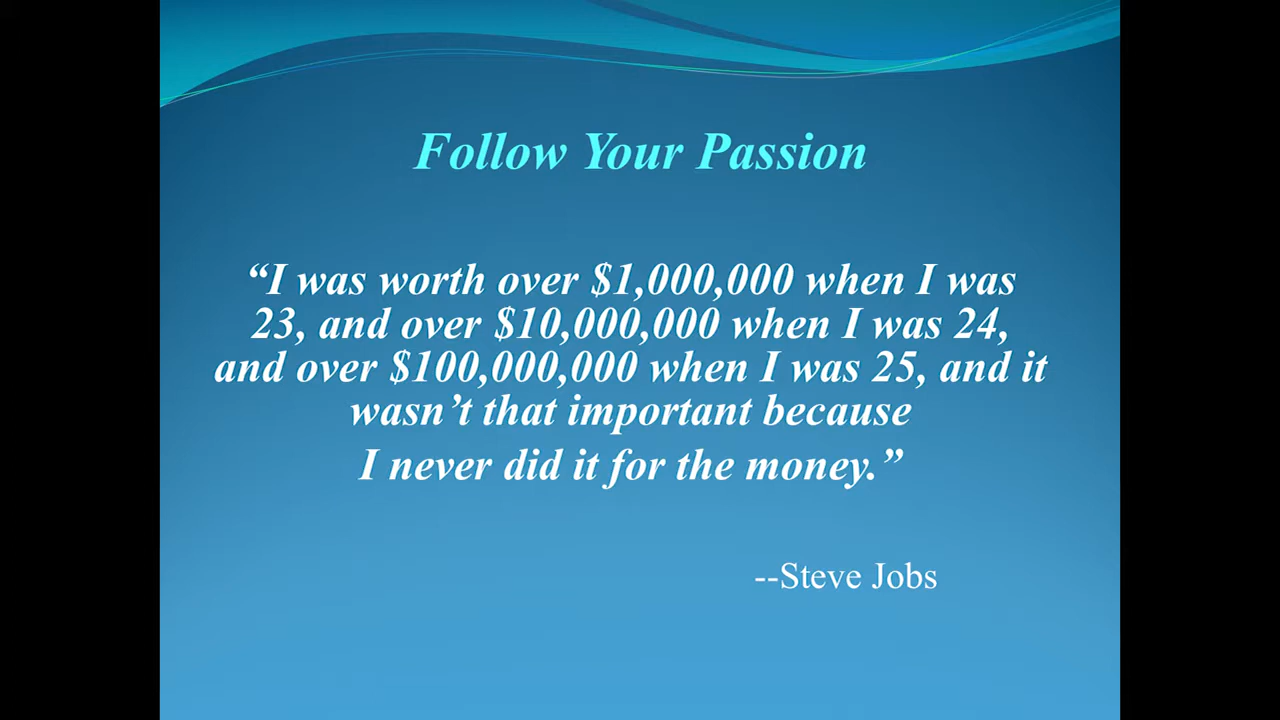 Follow Your Passion
“I was worth over $1,000,000 when I was
23, and over $10,000,000 when I was 24,
and over $100,000,000 when I was 25, and it
wasn’t that important because
I never did it for the money.”
--Steve Jobs